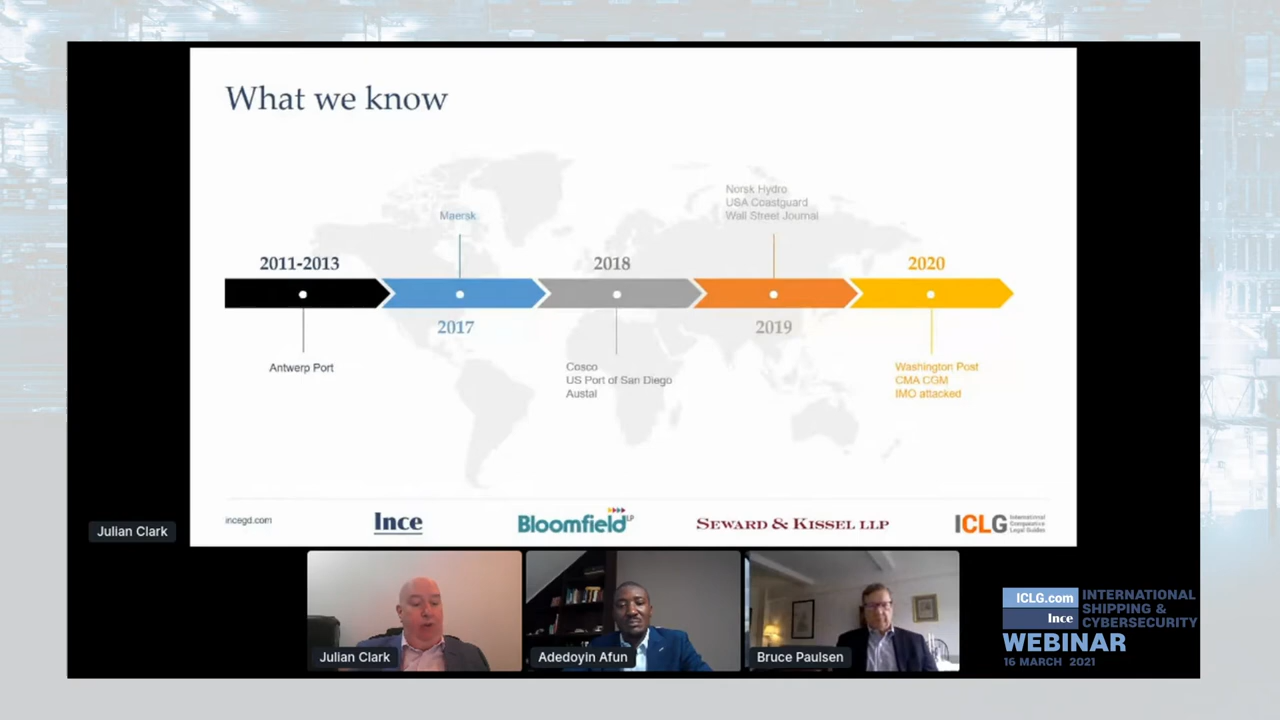 What we know
Norsk Hydro
USA Coastguard
Wall Street Journal
Maersk
2011-2013
2018
2020
2017
2019
Antwerp Port
Cosco
US Port of San Diego
Austal
Washington Post
CMA CGM
IMO attacked
incegd.com
Ince
Bloomfield LP
SEWARD & KISSEL LLP
ICLG International
Comparative
Legal Guides
Julian Clark
Julian Clark
Adedoyin Afun
Bruce Paulsen
ICLG.com
Ince
INTERNATIONAL
SHIPPING &
CYBERSECURITY
WEBINAR
16 MARCH 2021